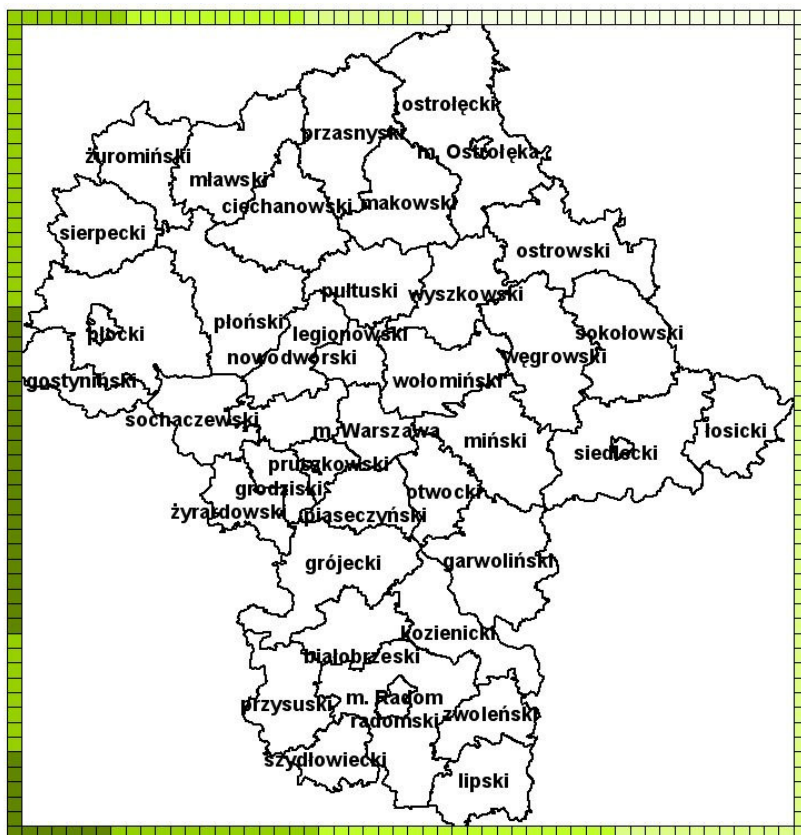 ostrołęcki
przasnyski
m. Ostrołęka
żuromiński
mławski
ciechanowski
makowski
sierpecki
ostrowski
pułtuski
wyszkowski
płoński
płocki
legionowski
sokołowski
nowodworski
węgrowski
gostyniński
wołomiński
sochaczewski
m. Warszawa
miński
łosicki
siedlecki
pruszkowski
grodziski
otwocki
żyrardowski
piaseczyński
grójecki
garwoliński
kozienicki
białobrzeski
m. Radom
przysuski
radomski
zwoleński
szydłowiecki
lipski